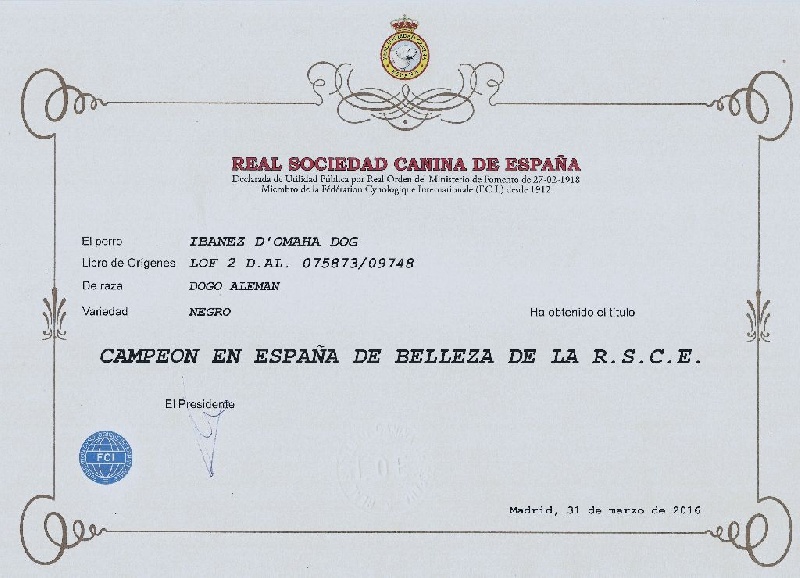 REAL SOCIEDAD CANINA DE ESPAÑA
Declarada de Utilidad Pública por Real Orden de Ministerio de Fomento de 27-02-1918
Miembro de la Fédération Cynologique Internationale (F.C.I.) desde 1912
El perro IBANEZ D'OMAHA DOG
Libro de Orígenes LOF 2 D.AL. 075873/09748
De raza DOGO ALEMAN
Variedad NEGRO
Ha obtenido el título
CAMPEON EN ESPAÑA DE BELLEZA DE LA R.S.C.E.
El Presidente
FCI
Madrid, 31 de marzo de 2016